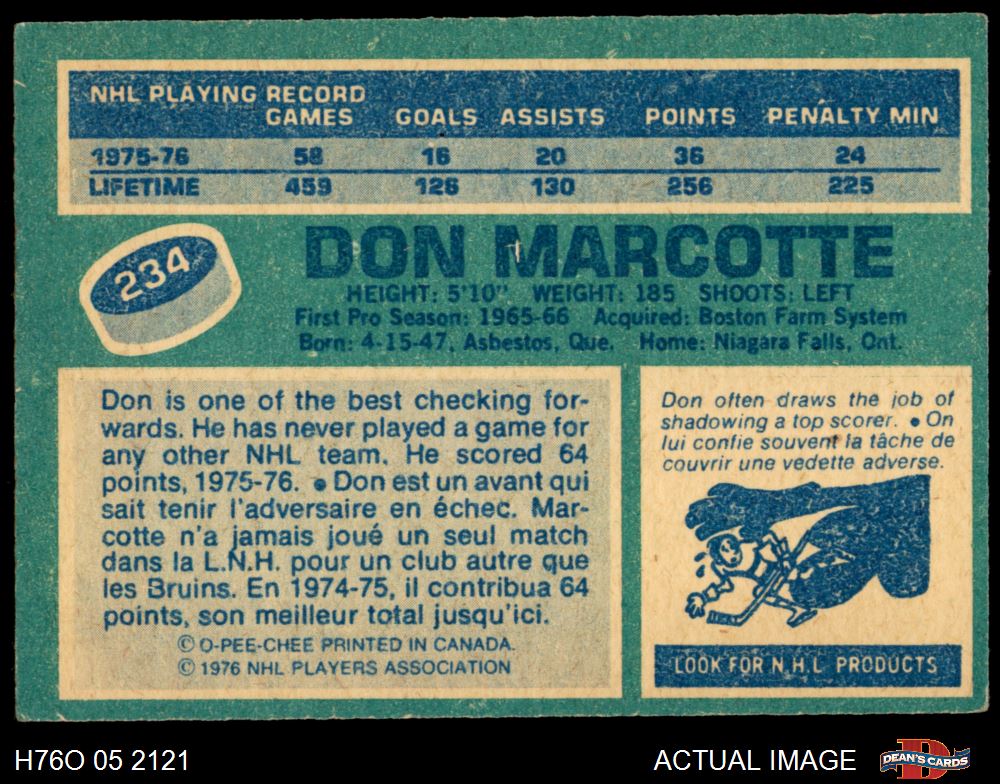 NHL PLAYING RECORD
GAMES GOALS ASSISTS POINTS PENALTY MIN
1975-76 58 16 20 36 24
LIFETIME 459 126 130 256 225
234
DON MARCOTTE
HEIGHT: 5'10" WEIGHT: 185 SHOOTS: LEFT
First Pro Season: 1965-66 Acquired: Boston Farm System
Born: 4-15-47, Asbestos, Que. Home: Niagara Falls, Ont.
Don is one of the best checking for-
wards. He has never played a game for
any other NHL team. He scored 64
points, 1975-76. • Don est un avant qui
sait tenir l'adversaire en échec. Mar-
cotte n'a jamais joué un seul match
dans la L.N.H. pour un club autre que
les Bruins. En 1974-75, il contribua 64
points, son meilleur total jusqu'ici.
© O-PEE-CHEE PRINTED IN CANADA.
© 1976 NHL PLAYERS ASSOCIATION
Don often draws the job of
shadowing a top scorer. • On
lui confie souvent la tâche de
couvrir une vedette adverse.
LOOK FOR N.H.L PRODUCTS
H76O 05 2121
ACTUAL IMAGE
DEAN'S CARDS